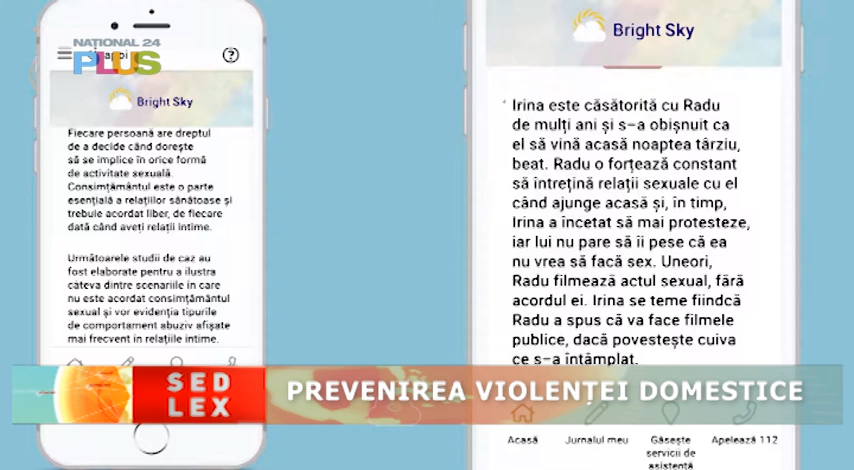 NATIONAL 24
PLUS
Bright Sky
Fiecare persoană are dreptul
de a decide când dorește
să se implice în orice formă
de activitate sexuală.
Consimțământul este o parte
esențială a relațiilor sănătoase și
trebuie acordat liber, de fiecare
dată când aveți relații intime.
Următoarele studii de caz au
fost elaborate pentru a ilustra
câteva dintre scenariile în care
nu este acordat consimțământul
sexual și vor evidenția tipurile
de comportament abuziv afișate
mai frecvent în relațiile intime.
Bright Sky
Irina este căsătorită cu Radu
de mulți ani și s-a obișnuit ca
el să vină acasă noaptea târziu,
beat. Radu o forțează constant
să întrețină relații sexuale cu el
când ajunge acasă și, în timp,
Irina a încetat să mai protesteze,
iar lui nu pare să îi pese că ea
nu vrea să facă sex. Uneori,
Radu filmează actul sexual, fără
acordul ei. Irina se teme fiindcă
Radu a spus că va face filmele
publice, dacă povestește cuiva
ce s-a întâmplat.
SED
LEX
PREVENIREA VIOLENȚEI DOMESTICE
Acasă
Jurnalul meu
Găsește
servicii de
asistență
Apelează 112